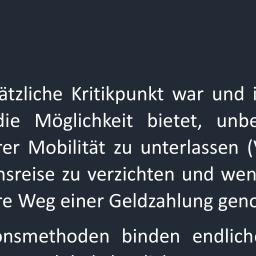 ätzliche Kritikpunkt war und i
die Möglichkeit bietet, unbe
rer Mobilität zu unterlassen (V
nsreise zu verzichten und wen
re Weg einer Geldzahlung geno
onsmethoden binden endliche